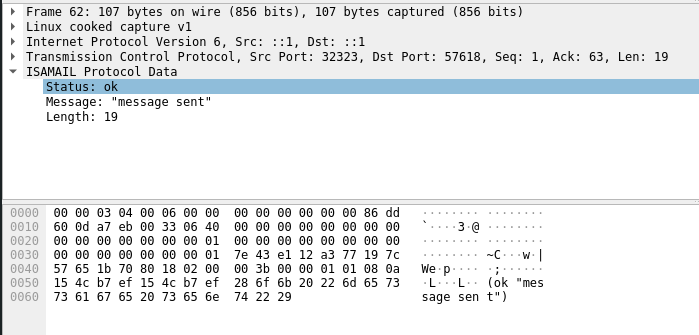 Frame 62: 107 bytes on wire (856 bits), 107 bytes captured (856 bits)
Linux cooked capture v1
Internet Protocol Version 6, Src: ::1, Dst: ::1
Transmission Control Protocol, Src Port: 32323, Dst Port: 57618, Seq: 1, Ack: 63, Len: 19
ISAMAIL Protocol Data
Status: ok
Message: "message sent"
Length: 19
0000 00 00 03 04 00 06 00 00 00 00 00 00 00 00 86 dd ········ ········
0010 60 0d a7 eb 00 33 06 40 00 00 00 00 00 00 00 00 `····3·@ ········
0020 00 00 00 00 00 00 00 01 00 00 00 00 00 00 00 00 ········ ········
0030 00 00 00 00 00 00 00 01 7e 43 e1 12 a3 77 19 7c ········ ~C···w·|
0040 57 65 1b 70 80 18 02 00 00 3b 00 00 01 01 08 0a We·p···· ·;······
0050 15 4c b7 ef 15 4c b7 ef 28 6f 6b 20 22 6d 65 73 ·L···L·· (ok "mes
0060 73 61 67 65 20 73 65 6e 74 22 29 sage sen t")